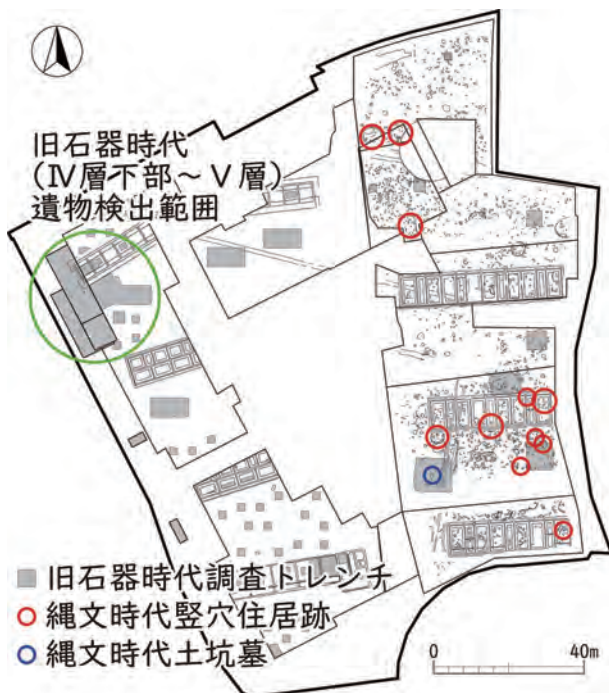 旧石器時代
(Ⅳ層下部～Ⅴ層)
遺物検出範囲
旧石器時代調査トレンチ
縄文時代竪穴住居跡
縄文時代土坑墓
0 40m